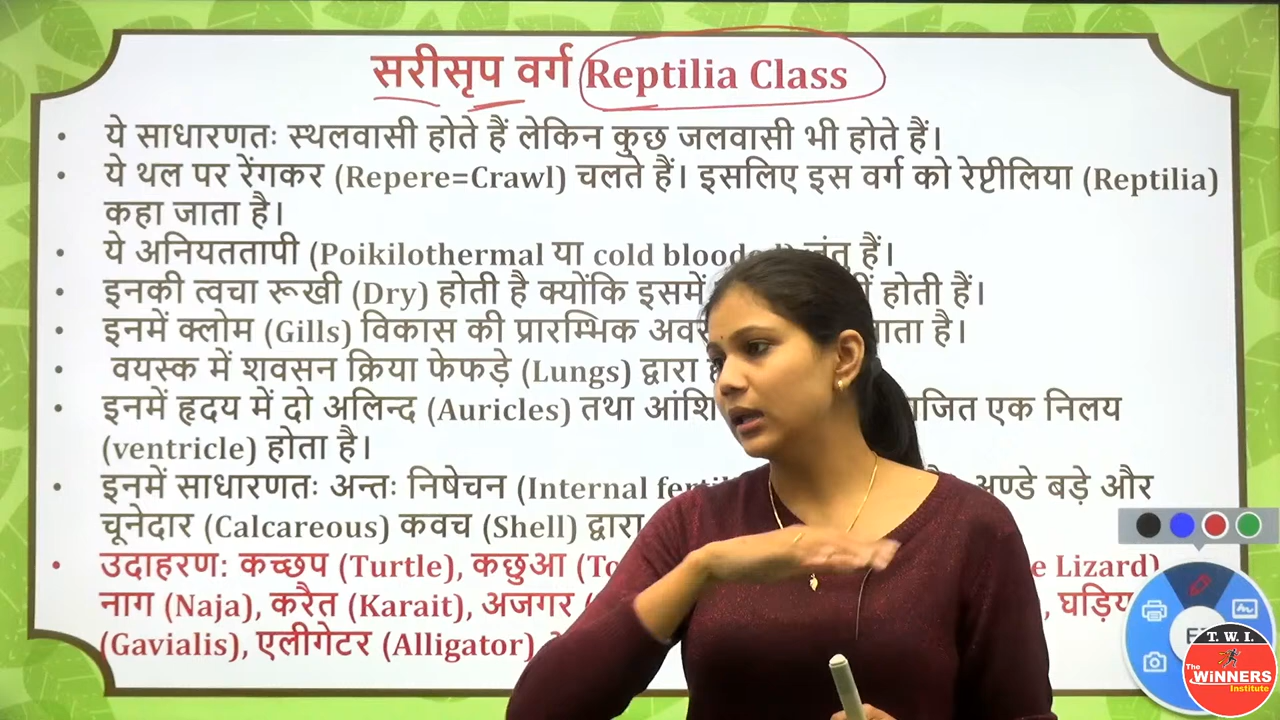 सरीसृप वर्ग Reptilia Class
• ये साधारणतः स्थलवासी होते हैं लेकिन कुछ जलवासी भी होते हैं।
• ये थल पर रेंगकर (Repere=Crawl) चलते हैं। इसलिए इस वर्ग को रेप्टीलिया (Reptilia)
कहा जाता है।
• ये अनियततापी (Poikilothermal या cold blooded) जंतु हैं।
• इनकी त्वचा रूखी (Dry) होती है क्योंकि इसमें होती हैं।
• इनमें क्लोम (Gills) विकास की प्रारम्भिक जाता है।
• वयस्क में शवसन क्रिया फेफड़े (Lungs) द्वारा
• इनमें हृदय में दो अलिन्द (Auricles) तथा एक निलय
(ventricle) होता है।
• इनमें साधारणतः अन्तः निषेचन (Internal अण्डे बड़े और
चूनेदार (Calcareous) कवच (Shell) द्वारा
• उदाहरण: कच्छप (Turtle), कछुआ Lizard)
नाग (Naja), करैत (Karait), अजगर
(Gavialis), एलीगेटर (Alligator)
T. W. I.
The
WiNNERS
Institute